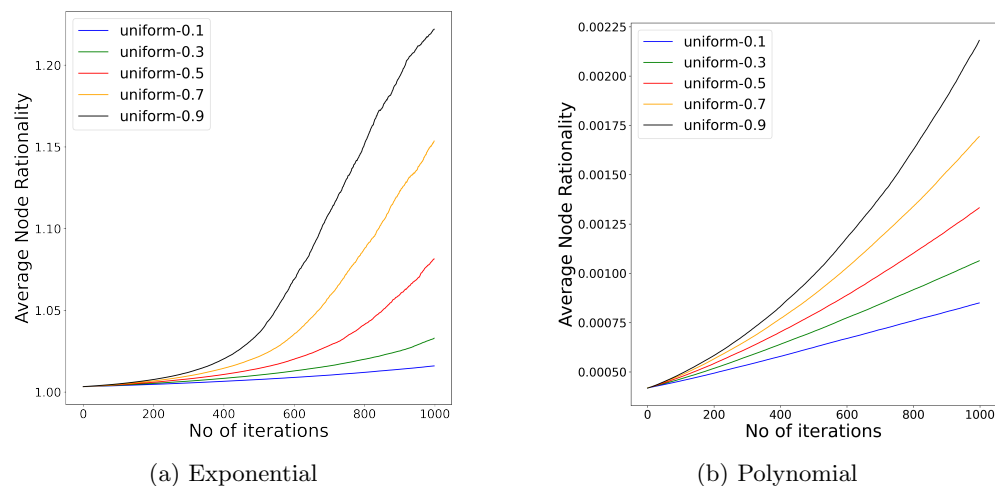 uniform-0.1
uniform-0.3
uniform-0.5
uniform-0.7
uniform-0.9
Average Node Rationality
1.20
1.15
1.10
1.05
1.00
0 200 400 600 800 1000
No of iterations
(a) Exponential
uniform-0.1
uniform-0.3
uniform-0.5
uniform-0.7
uniform-0.9
Average Node Rationality
0.00225
0.00200
0.00175
0.00150
0.00125
0.00100
0.00075
0.00050
0 200 400 600 800 1000
No of iterations
(b) Polynomial